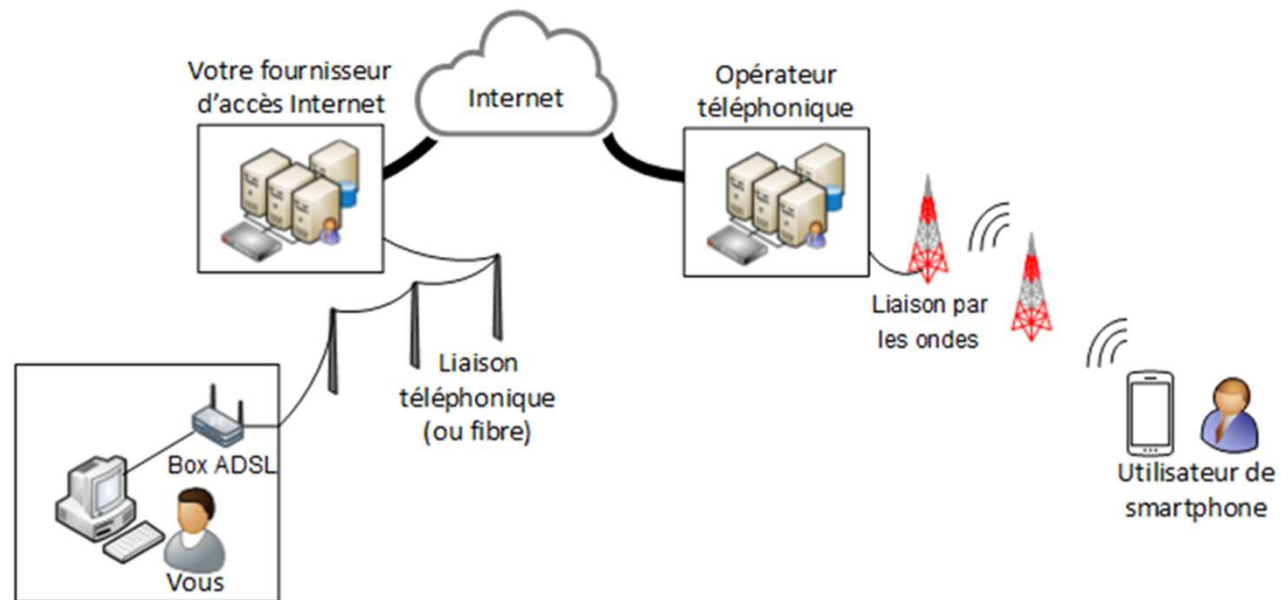 Votre fournisseur
d'accès Internet
Internet
Opérateur
téléphonique
Liaison par
les ondes
Liaison
téléphonique
(ou fibre)
Box ADSL
Vous
Utilisateur de
smartphone